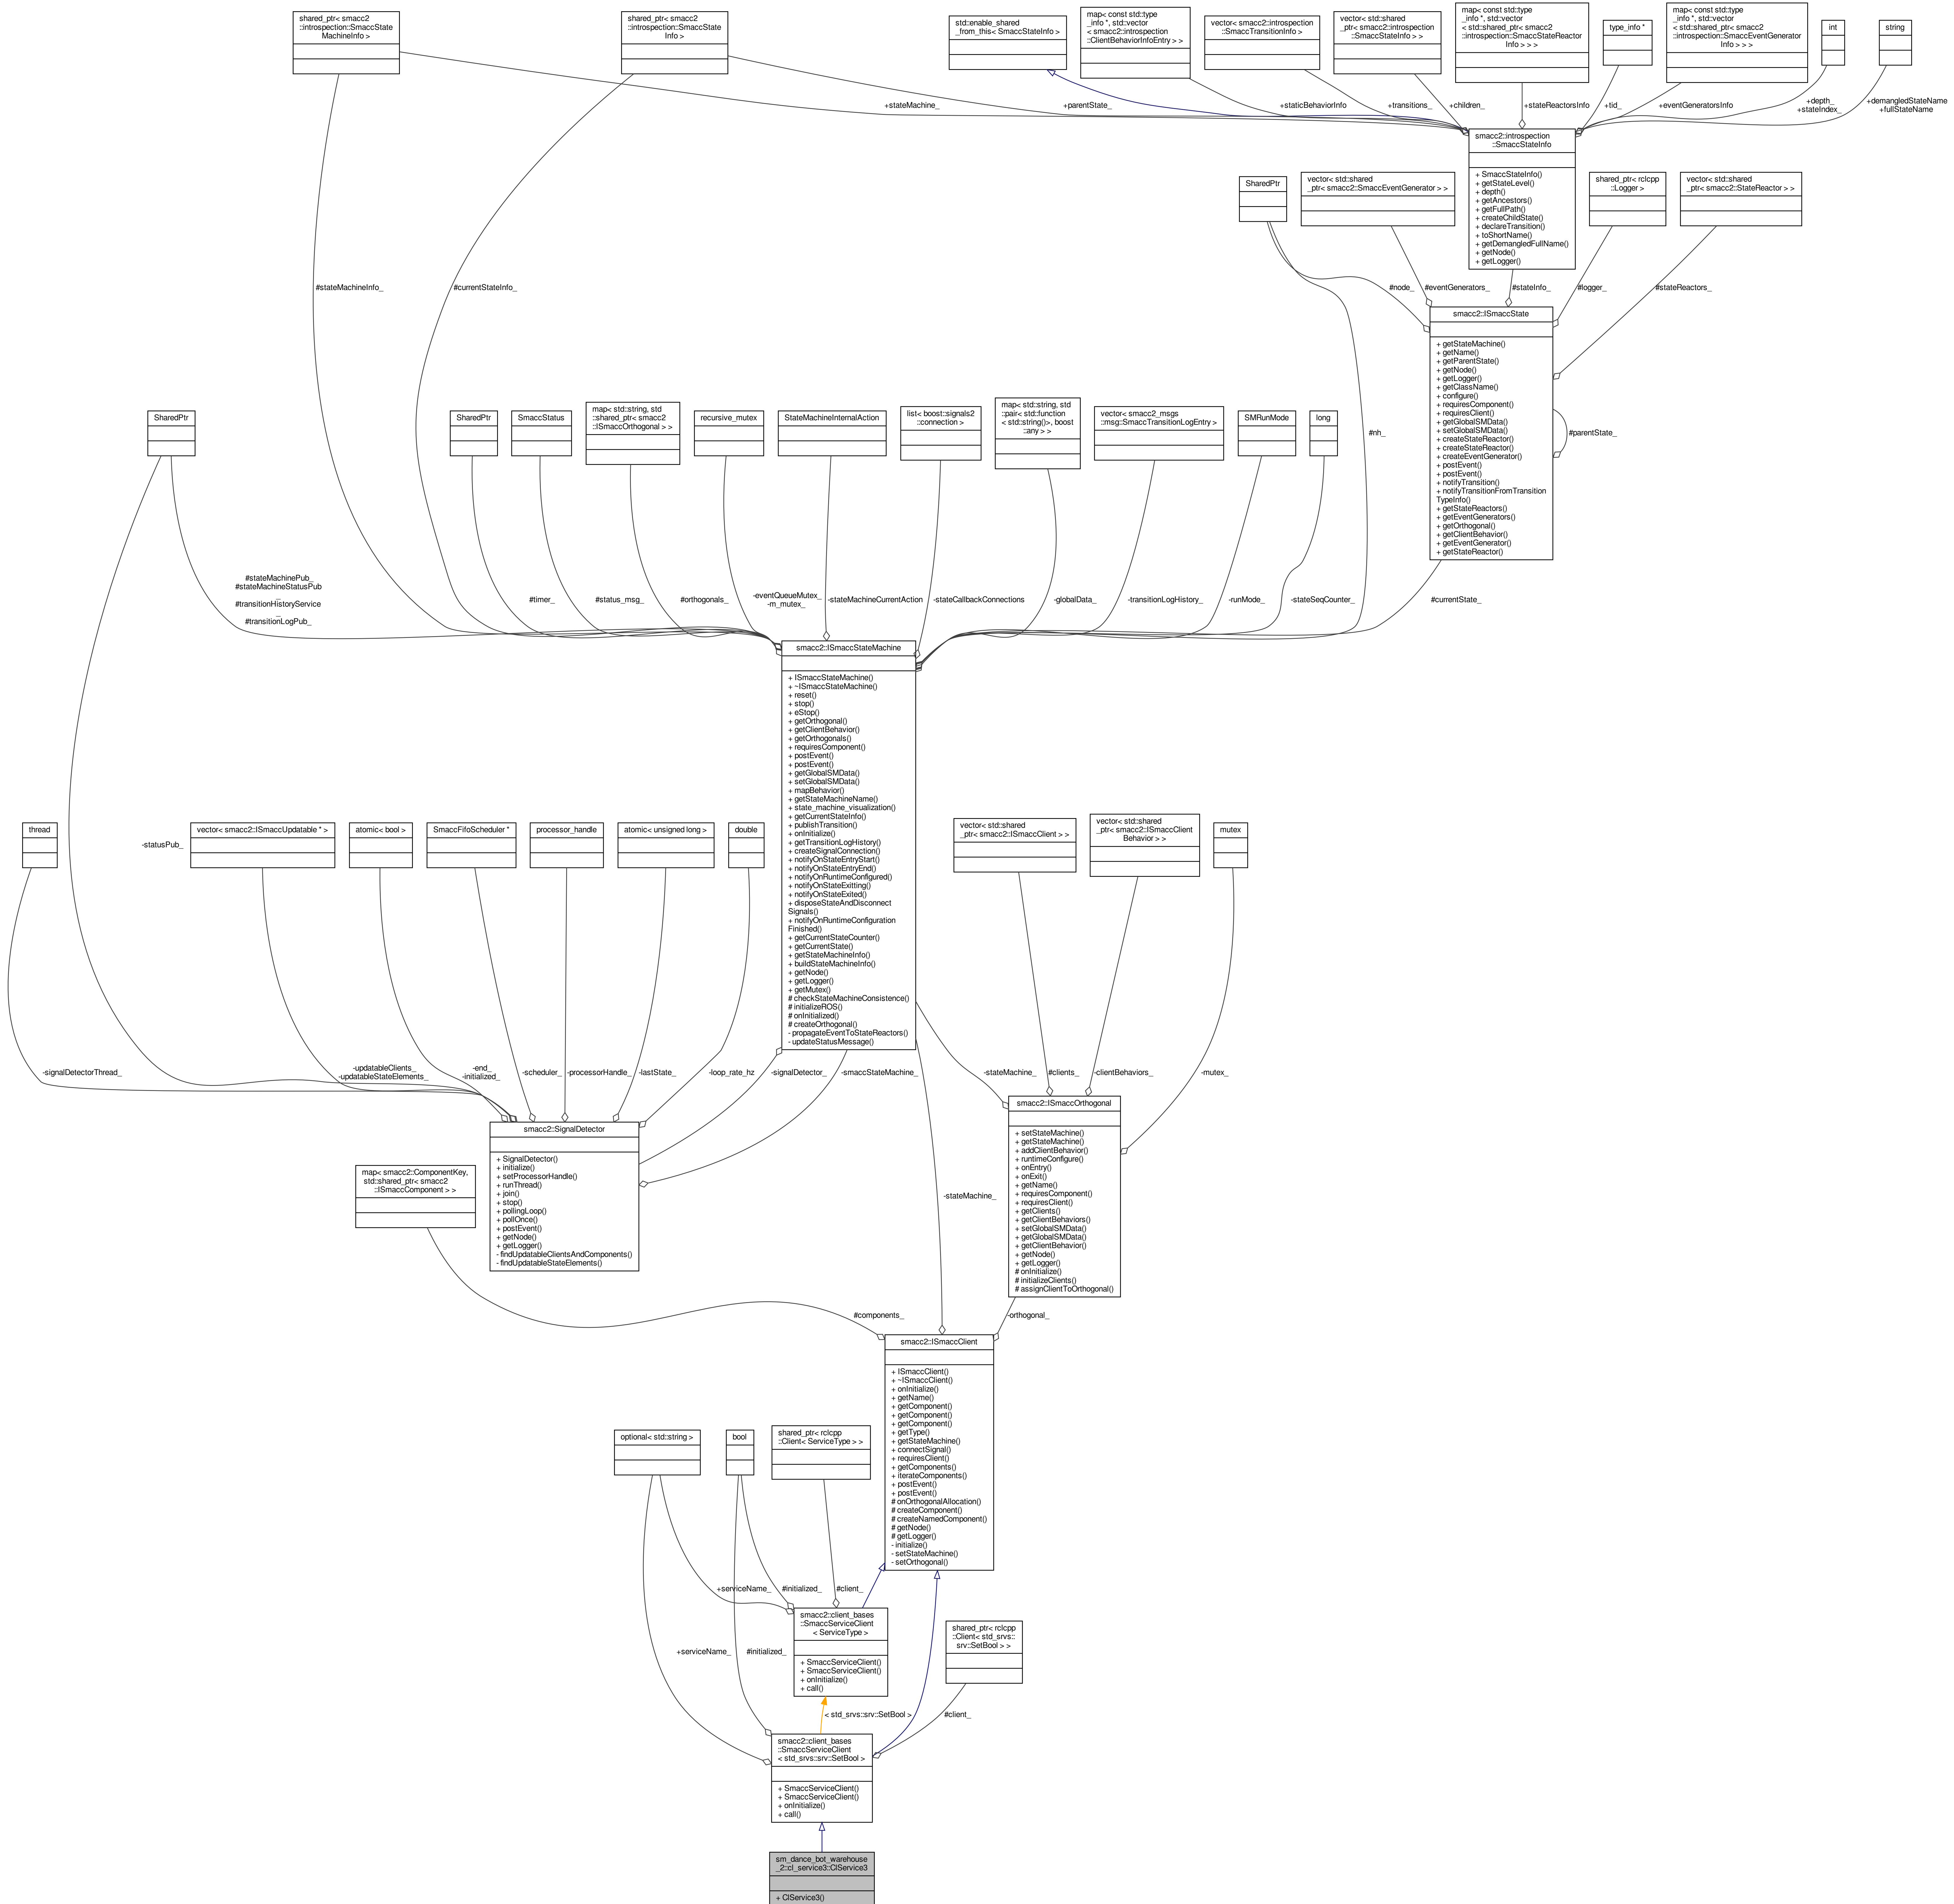 shared_ptr< smacc2
::introspection::SmaccState
MachineInfo >
shared_ptr< smacc2
::introspection::SmaccState
Info >
std::enable_shared
_from_this< SmaccStateInfo >
map< const std::type
_info *, std::vector
< smacc2::introspection
::ClientBehaviorInfoEntry > >
vector< smacc2::introspection
::SmaccTransitionInfo >
vector< std::shared
_ptr< smacc2::introspection
::SmaccStateInfo > >
map< const std::type
_info *, std::vector
< std::shared_ptr< smacc2
::introspection::SmaccStateReactor
Info > > >
type_info *
map< const std::type
_info *, std::vector
< std::shared_ptr< smacc2
::introspection::SmaccEventGenerator
Info > > >
int
string
+stateMachine_
+parentState_
+staticBehaviorInfo
+transitions_
+children_
+stateReactorsInfo
+tid_
+eventGeneratorsInfo
+depth_
+stateIndex_
+demangledStateName
+fullStateName
smacc2::introspection
::SmaccStateInfo
+ SmaccStateInfo()
+ getStateLevel()
+ depth()
+ getAncestors()
+ getFullPath()
+ createChildState()
+ declareTransition()
+ toShortName()
+ getDemangledFullName()
+ getNode()
+ getLogger()
SharedPtr
vector< std::shared
_ptr< smacc2::SmaccEventGenerator > >
shared_ptr< rclcpp
::Logger >
vector< std::shared
_ptr< smacc2::StateReactor > >
#stateMachineInfo_
#currentStateInfo_
#node_
#eventGenerators_
#stateInfo_
#logger_
#stateReactors_
smacc2::ISmaccState
+ getStateMachine()
+ getName()
+ getParentState()
+ getNode()
+ getLogger()
+ getClassName()
+ configure()
+ requiresComponent()
+ requiresClient()
+ getGlobalSMData()
+ setGlobalSMData()
+ createStateReactor()
+ createStateReactor()
+ createEventGenerator()
+ postEvent()
+ postEvent()
+ notifyTransition()
+ notifyTransitionFromTransition
TypeInfo()
+ getStateReactors()
+ getEventGenerators()
+ getOrthogonal()
+ getClientBehavior()
+ getEventGenerator()
+ getStateReactor()
#parentState_
#nh_
SharedPtr
SharedPtr
SmaccStatus
map< std::string, std
::shared_ptr< smacc2
::ISmaccOrthogonal > >
recursive_mutex
StateMachineInternalAction
list< boost::signals2
::connection >
map< std::string, std
::pair< std::function
< std::string()>, boost
::any > >
vector< smacc2_msgs
::msg::SmaccTransitionLogEntry >
SMRunMode
long
#stateMachinePub_
#stateMachineStatusPub
_
#transitionHistoryService
_
#transitionLogPub_
#timer_
#status_msg_
#orthogonals_
-eventQueueMutex_
-m_mutex_
-stateMachineCurrentAction
-stateCallbackConnections
-globalData_
-transitionLogHistory_
-runMode_
-stateSeqCounter_
#currentState_
smacc2::ISmaccStateMachine
+ ISmaccStateMachine()
+ ~ISmaccStateMachine()
+ reset()
+ stop()
+ eStop()
+ getOrthogonal()
+ getClientBehavior()
+ getOrthogonals()
+ requiresComponent()
+ postEvent()
+ postEvent()
+ getGlobalSMData()
+ setGlobalSMData()
+ mapBehavior()
+ getStateMachineName()
+ state_machine_visualization()
+ getCurrentStateInfo()
+ publishTransition()
+ onInitialize()
+ getTransitionLogHistory()
+ createSignalConnection()
+ notifyOnStateEntryStart()
+ notifyOnStateEntryEnd()
+ notifyOnRuntimeConfigured()
+ notifyOnStateExitting()
+ notifyOnStateExited()
+ disposeStateAndDisconnect
Signals()
+ notifyOnRuntimeConfiguration
Finished()
+ getCurrentStateCounter()
+ getCurrentState()
+ getStateMachineInfo()
+ buildStateMachineInfo()
+ getNode()
+ getLogger()
+ getMutex()
# checkStateMachineConsistence()
# initializeROS()
# onInitialized()
# createOrthogonal()
- propagateEventToStateReactors()
- updateStatusMessage()
thread
-statusPub_
vector< smacc2::ISmaccUpdatable * >
atomic< bool >
SmaccFifoScheduler *
processor_handle
atomic< unsigned long >
double
vector< std::shared
_ptr< smacc2::ISmaccClient > >
vector< std::shared
_ptr< smacc2::ISmaccClient
Behavior > >
mutex
-signalDetectorThread_
-updatableClients_
-updatableStateElements_
-end_
-initialized_
-scheduler_
-processorHandle_
-lastState_
-loop_rate_hz
-signalDetector_
-smaccStateMachine_
-stateMachine_
#clients_
-clientBehaviors_
-mutex_
smacc2::SignalDetector
+ SignalDetector()
+ initialize()
+ setProcessorHandle()
+ runThread()
+ join()
+ stop()
+ pollingLoop()
+ pollOnce()
+ postEvent()
+ getNode()
+ getLogger()
- findUpdatableClientsAndComponents()
- findUpdatableStateElements()
smacc2::ISmaccOrthogonal
+ setStateMachine()
+ getStateMachine()
+ addClientBehavior()
+ runtimeConfigure()
+ onEntry()
+ onExit()
+ getName()
+ requiresComponent()
+ requiresClient()
+ getClients()
+ getClientBehaviors()
+ setGlobalSMData()
+ getGlobalSMData()
+ getClientBehavior()
+ getNode()
+ getLogger()
# onInitialize()
# initializeClients()
# assignClientToOrthogonal()
map< smacc2::ComponentKey,
std::shared_ptr< smacc2
::ISmaccComponent > >
-stateMachine_
#components_
-orthogonal_
smacc2::ISmaccClient
+ ISmaccClient()
+ ~ISmaccClient()
+ onInitialize()
+ getName()
+ getComponent()
+ getComponent()
+ getComponent()
+ getType()
+ getStateMachine()
+ connectSignal()
+ requiresClient()
+ getComponents()
+ iterateComponents()
+ postEvent()
+ postEvent()
# onOrthogonalAllocation()
# createComponent()
# createNamedComponent()
# getNode()
# getLogger()
- initialize()
- setStateMachine()
- setOrthogonal()
optional< std::string >
bool
shared_ptr< rclcpp
::Client< ServiceType > >
+serviceName_
#initialized_
#client_
smacc2::client_bases
::SmaccServiceClient
< ServiceType >
+ SmaccServiceClient()
+ SmaccServiceClient()
+ onInitialize()
+ call()
shared_ptr< rclcpp
::Client< std_srvs::
srv::SetBool > >
+serviceName_
#initialized_
< std_srvs::srv::SetBool >
#client_
smacc2::client_bases
::SmaccServiceClient
< std_srvs::srv::SetBool >
+ SmaccServiceClient()
+ SmaccServiceClient()
+ onInitialize()
+ call()
sm_dance_bot_warehouse
_2::cl_service3::ClService3
+ ClService3()